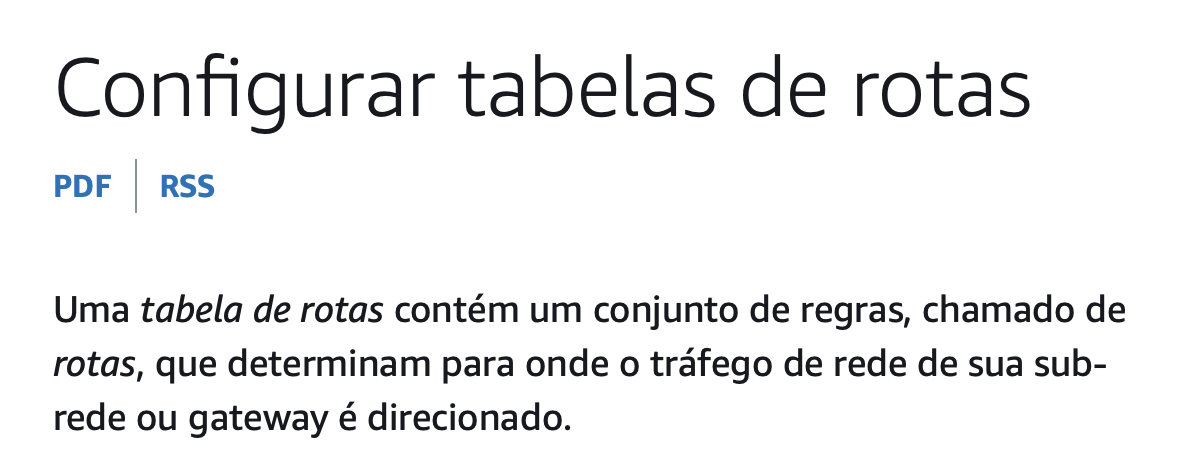 Configurar tabelas de rotas
PDF | RSS
Uma tabela de rotas contém um conjunto de regras, chamado de
rotas, que determinam para onde o tráfego de rede de sua sub-
rede ou gateway é direcionado.